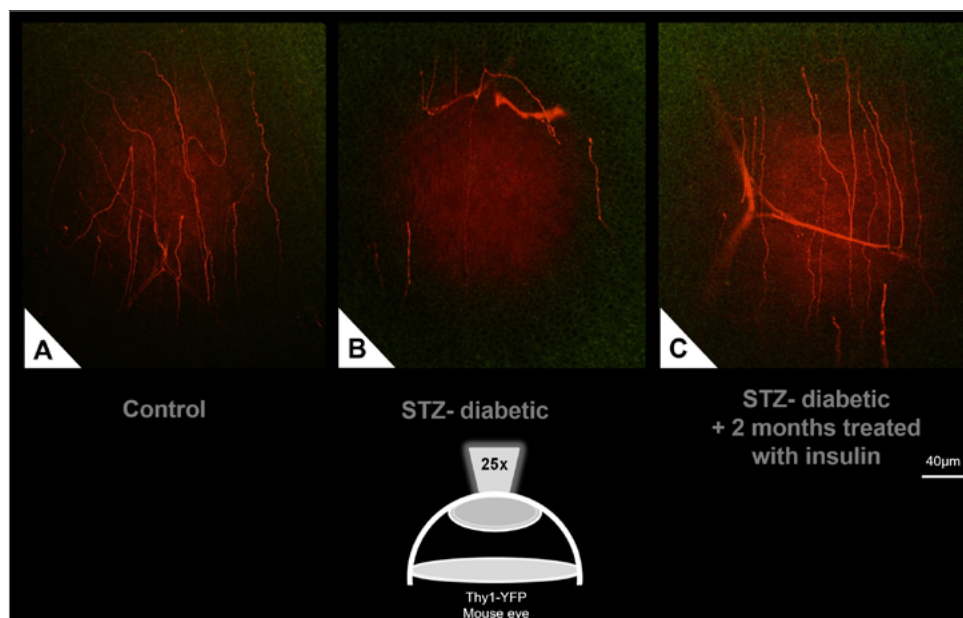 A
B
C
Control
STZ- diabetic
STZ- diabetic
+ 2 months treated
with insulin
40µm
25x
Thy1-YFP
Mouse eye